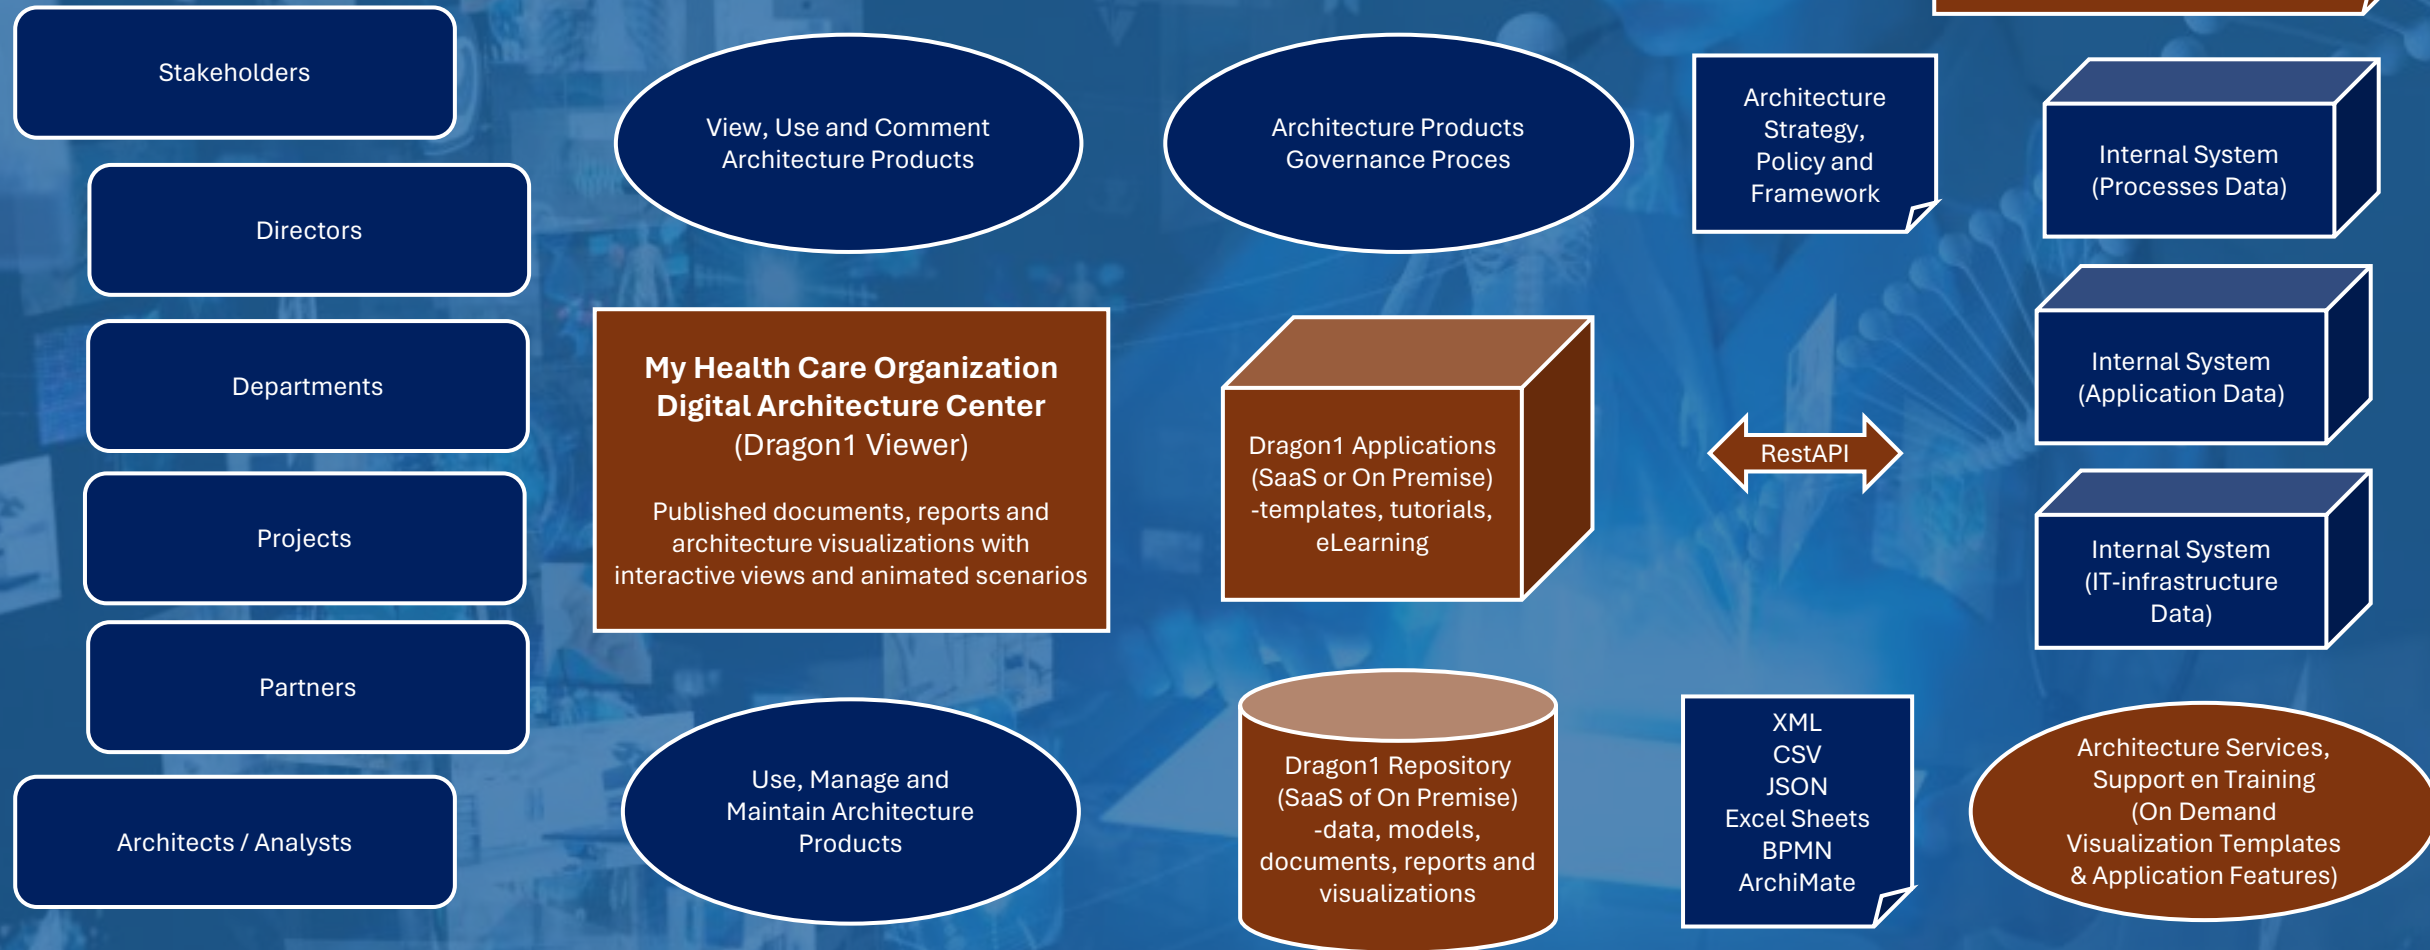 Stakeholders
Directors
Departments
Projects
Partners
Architects / Analysts
View, Use and Comment
Architecture Products
My Health Care Organization
Digital Architecture Center
(Dragon1 Viewer)
Published documents, reports and
architecture visualizations with
interactive views and animated scenarios
Use, Manage and
Maintain Architecture
Products
Architecture Products
Governance Proces
Dragon1 Applications
(SaaS or On Premise)
-templates, tutorials,
eLearning
Dragon1 Repository
(SaaS of On Premise)
-data, models,
documents, reports and
visualizations
Architecture
Strategy,
Policy and
Framework
RestAPI
XML
CSV
JSON
Excel Sheets
BPMN
ArchiMate
Internal System
(Processes Data)
Internal System
(Application Data)
Internal System
(IT-infrastructure
Data)
Architecture Services,
Support en Training
(On Demand
Visualization Templates
& Application Features)